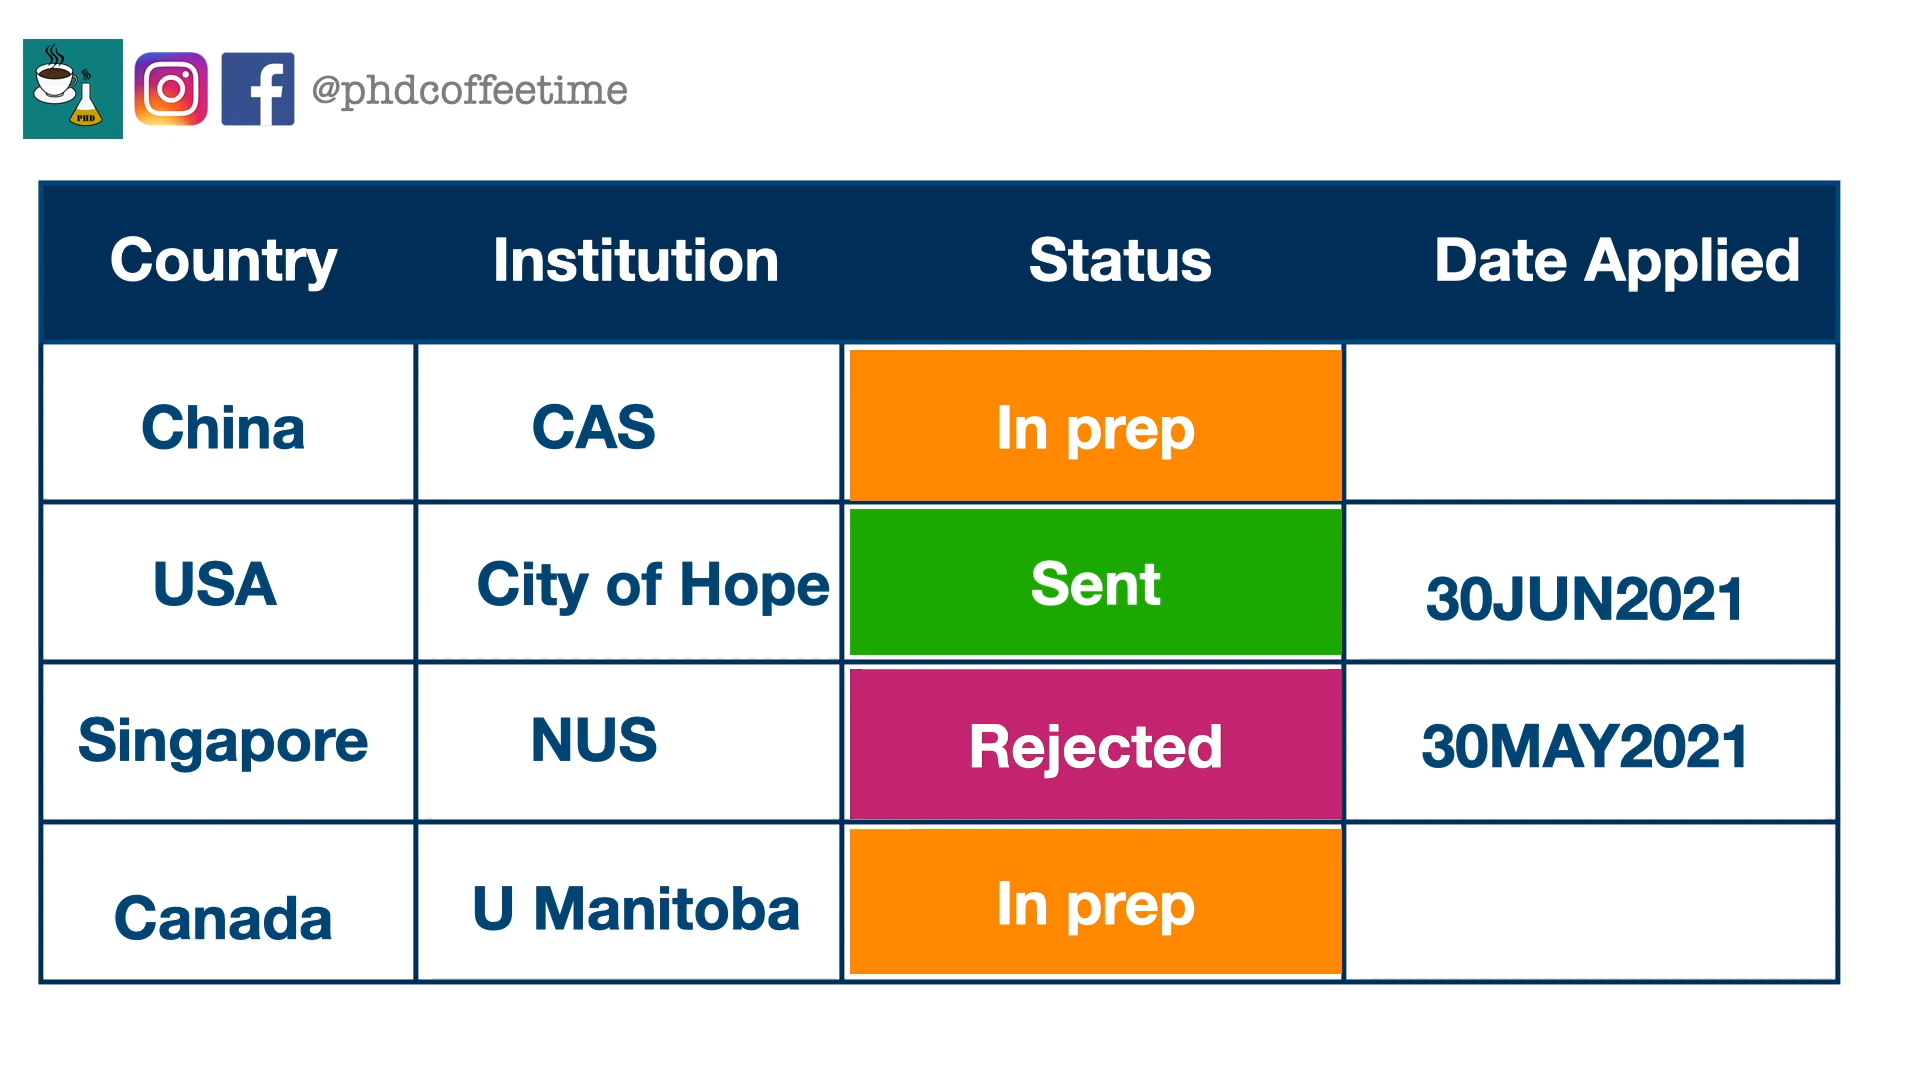 PHD
@phdcoffeetime
Country Institution Status Date Applied
China CAS In prep
USA City of Hope Sent 30JUN2021
Singapore NUS Rejected 30MAY2021
Canada U Manitoba In prep